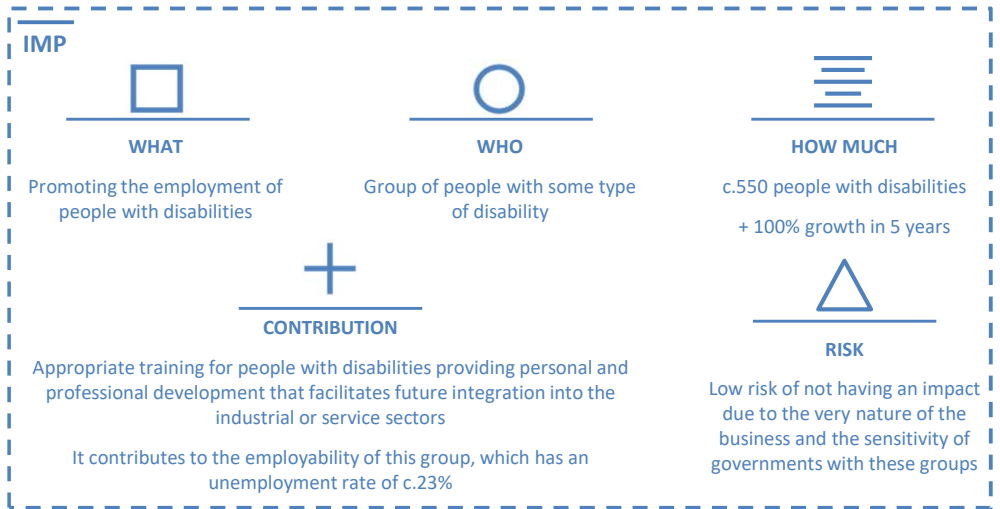 IMP
WHAT
Promoting the employment of
people with disabilities
WHO
Group of people with some type
of disability
HOW MUCH
c.550 people with disabilities
+ 100% growth in 5 years
CONTRIBUTION
Appropriate training for people with disabilities providing personal and
professional development that facilitates future integration into the
industrial or service sectors
It contributes to the employability of this group, which has an
unemployment rate of c.23%
RISK
Low risk of not having an impact
due to the very nature of the
business and the sensitivity of
governments with these groups